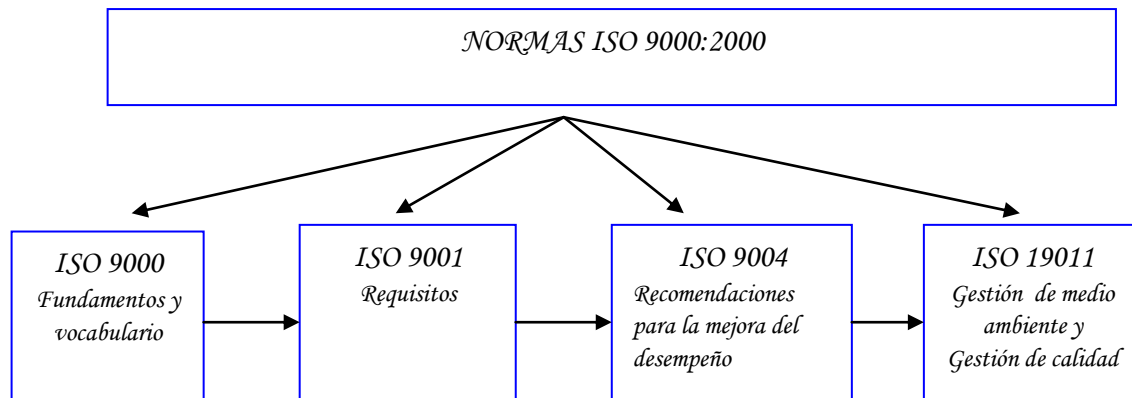 NORMAS ISO 9000:2000
ISO 9000
Fundamentos y
vocabulario
ISO 9001
Requisitos
ISO 9004
Recomendaciones
para la mejora del
desempeño
ISO 19011
Gestión de medio
ambiente y
Gestión de calidad